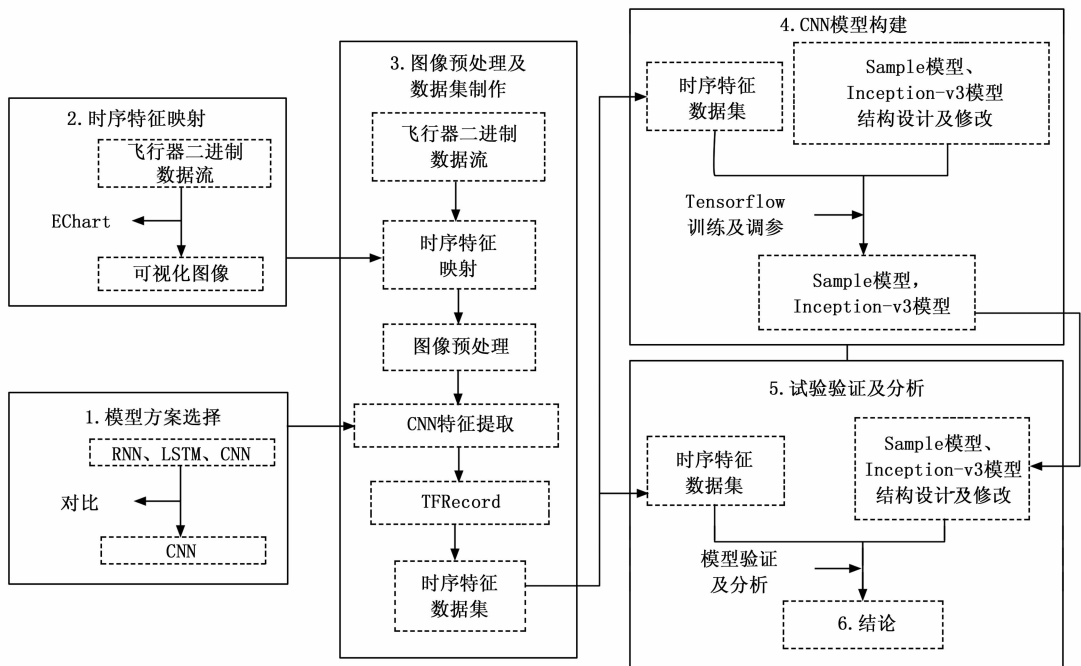 2.时序特征映射
飞行器二进制
数据流
EChart
可视化图像
1.模型方案选择
RNN、LSTM、CNN
对比
CNN
3.图像预处理及
数据集制作
飞行器二进制
数据流
时序特征
映射
图像预处理
CNN特征提取
TFRecord
时序特征
数据集
4.CNN模型构建
时序特征
数据集
Sample模型、
Inception-v3模型
结构设计及修改
Tensorflow
训练及调参
Sample模型,
Inception-v3模型
5.试验验证及分析
时序特征
数据集
Sample模型、
Inception-v3模型
结构设计及修改
模型验证
及分析
6.结论